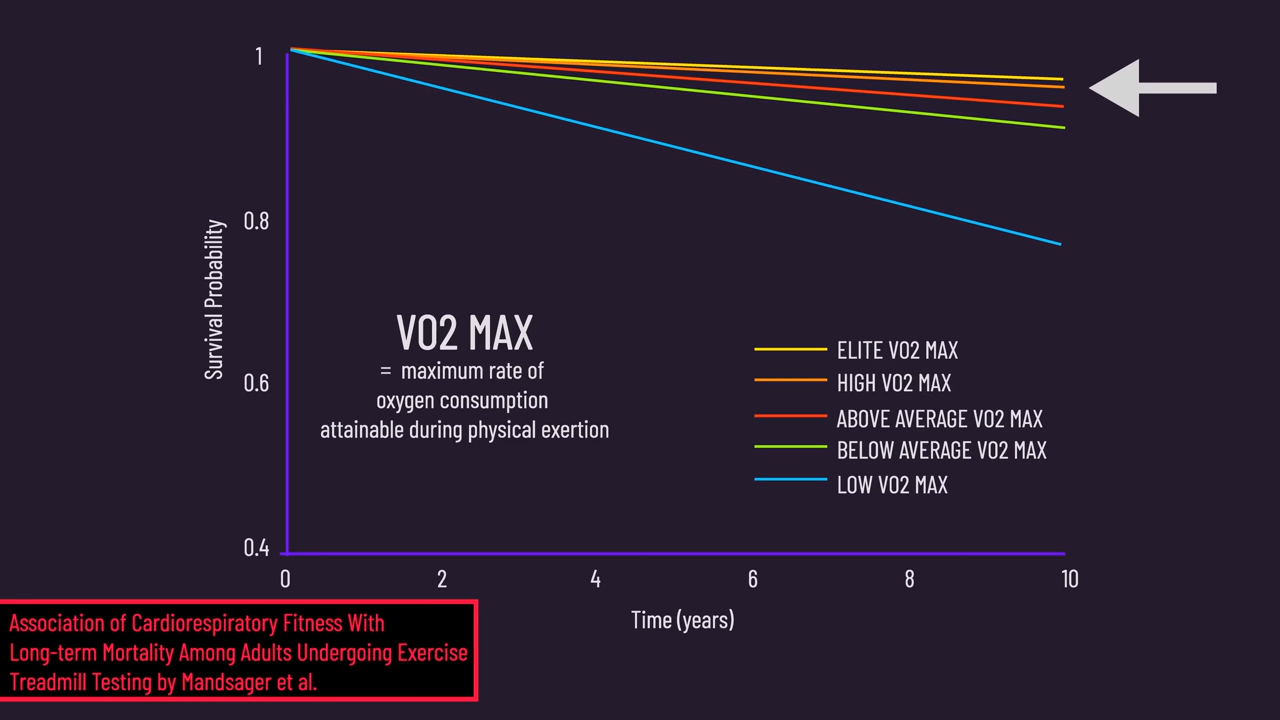 1
0.8
0.6
0.4
Survival Probability
VO2 MAX
= maximum rate of
oxygen consumption
attainable during physical exertion
ELITE VO2 MAX
HIGH VO2 MAX
ABOVE AVERAGE VO2 MAX
BELOW AVERAGE VO2 MAX
LOW VO2 MAX
0 2 4 6 8 10
Time (years)
Association of Cardiorespiratory Fitness With
Long-term Mortality Among Adults Undergoing Exercise
Treadmill Testing by Mandsager et al.